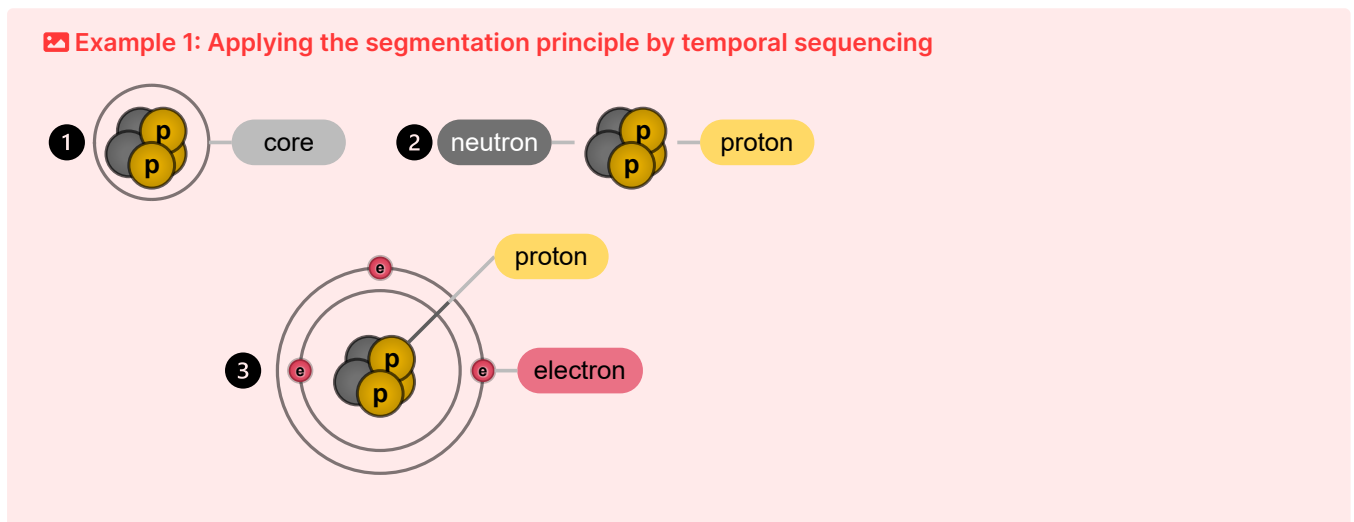 Example 1: Applying the segmentation principle by temporal sequencing
1
p
p
core
2
neutron
p
p
proton
proton
e
3
e
p
p
e
electron